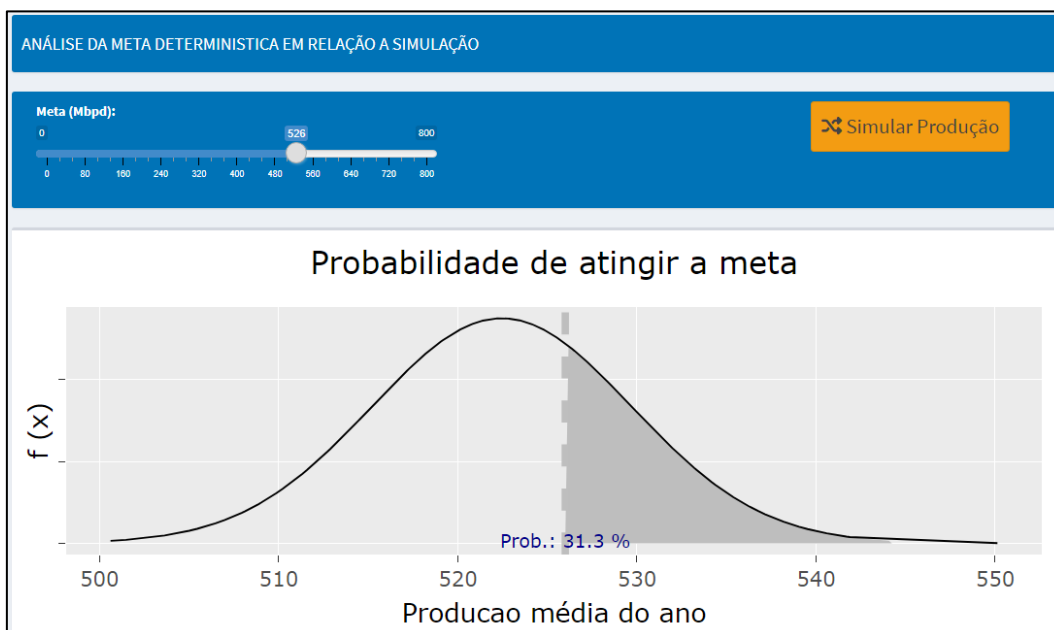 ANÁLISE DA META DETERMINISTICA EM RELAÇÃO A SIMULAÇÃO
Meta (Mbpd):
0 526 800
0 80 160 240 320 400 480 560 640 720 800
Simular Produção
Probabilidade de atingir a meta
f (x)
Prob.: 31.3 %
500 510 520 530 540 550
Producao média do ano